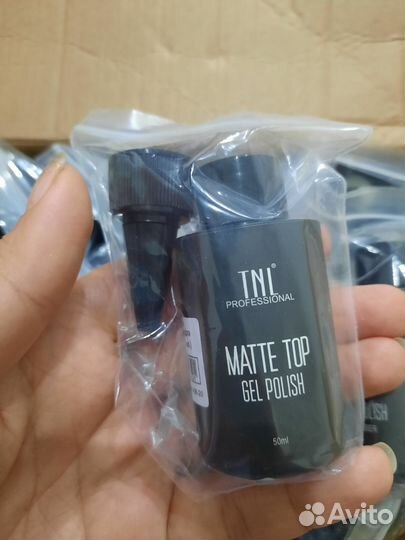 TNL®
PROFESSIONAL
MATTE TOP
GEL POLISH
50ml
Avito